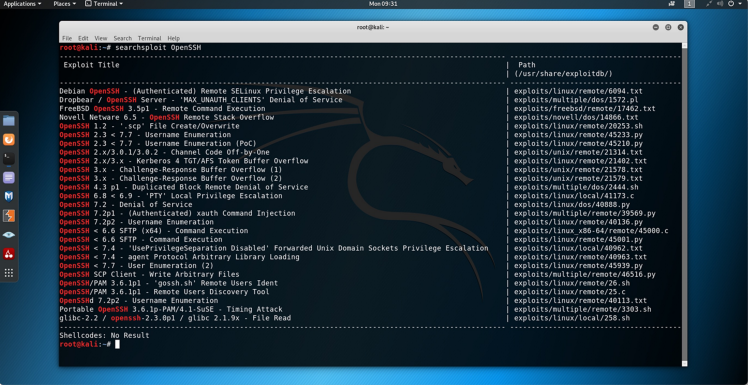 Applications ▾ Places ▾ Terminal ▾ Mon 09:31 1
root@kali: ~
File Edit View Search Terminal Help
root@kali:~# searchsploit OpenSSH
Exploit Title | Path
| (/usr/share/exploitdb/)
Debian OpenSSH - (Authenticated) Remote SELinux Privilege Escalation | exploits/linux/remote/6094.txt
Dropbear / OpenSSH Server - 'MAX_UNAUTH_CLIENTS' Denial of Service | exploits/multiple/dos/1572.pl
FreeBSD OpenSSH 3.5p1 - Remote Command Execution | exploits/freebsd/remote/17462.txt
Novell Netware 6.5 - OpenSSH Remote Stack Overflow | exploits/novell/dos/14866.txt
OpenSSH 1.2 - '.scp' File Create/Overwrite | exploits/linux/remote/20253.sh
OpenSSH 2.3 < 7.7 - Username Enumeration | exploits/linux/remote/45233.py
OpenSSH 2.3 < 7.7 - Username Enumeration (PoC) | exploits/linux/remote/45210.py
OpenSSH 2.x/3.0.1/3.0.2 - Channel Code Off-by-One | exploits/unix/remote/21314.txt
OpenSSH 2.x/3.x - Kerberos 4 TGT/AFS Token Buffer Overflow | exploits/linux/remote/21402.txt
OpenSSH 3.x - Challenge-Response Buffer Overflow (1) | exploits/unix/remote/21578.txt
OpenSSH 3.x - Challenge-Response Buffer Overflow (2) | exploits/unix/remote/21579.txt
OpenSSH 4.3 p1 - Duplicated Block Remote Denial of Service | exploits/multiple/dos/2444.sh
OpenSSH 6.8 < 6.9 - 'PTY' Local Privilege Escalation | exploits/linux/local/41173.c
OpenSSH 7.2 - Denial of Service | exploits/linux/dos/40888.py
OpenSSH 7.2p1 - (Authenticated) xauth Command Injection | exploits/multiple/remote/39569.py
OpenSSH 7.2p2 - Username Enumeration | exploits/linux/remote/40136.py
OpenSSH < 6.6 SFTP (x64) - Command Execution | exploits/linux_x86-64/remote/45000.c
OpenSSH < 6.6 SFTP - Command Execution | exploits/linux/remote/45001.py
OpenSSH < 7.4 - 'UsePrivilegeSeparation Disabled' Forwarded Unix Domain Sockets Privilege Escalation | exploits/linux/local/40962.txt
OpenSSH < 7.4 - agent Protocol Arbitrary Library Loading | exploits/linux/remote/40963.txt
OpenSSH < 7.7 - User Enumeration (2) | exploits/linux/remote/45939.py
OpenSSH SCP Client - Write Arbitrary Files | exploits/multiple/remote/46516.py
OpenSSH/PAM 3.6.1p1 - 'gossh.sh' Remote Users Ident | exploits/linux/remote/26.sh
OpenSSH/PAM 3.6.1p1 - Remote Users Discovery Tool | exploits/linux/remote/25.c
OpenSSHd 7.2p2 - Username Enumeration | exploits/linux/remote/40113.txt
Portable OpenSSH 3.6.1p-PAM/4.1-SuSE - Timing Attack | exploits/multiple/remote/3303.sh
glibc-2.2 / openssh-2.3.0p1 / glibc 2.1.9x - File Read | exploits/linux/local/258.sh
Shellcodes: No Result
root@kali:~#